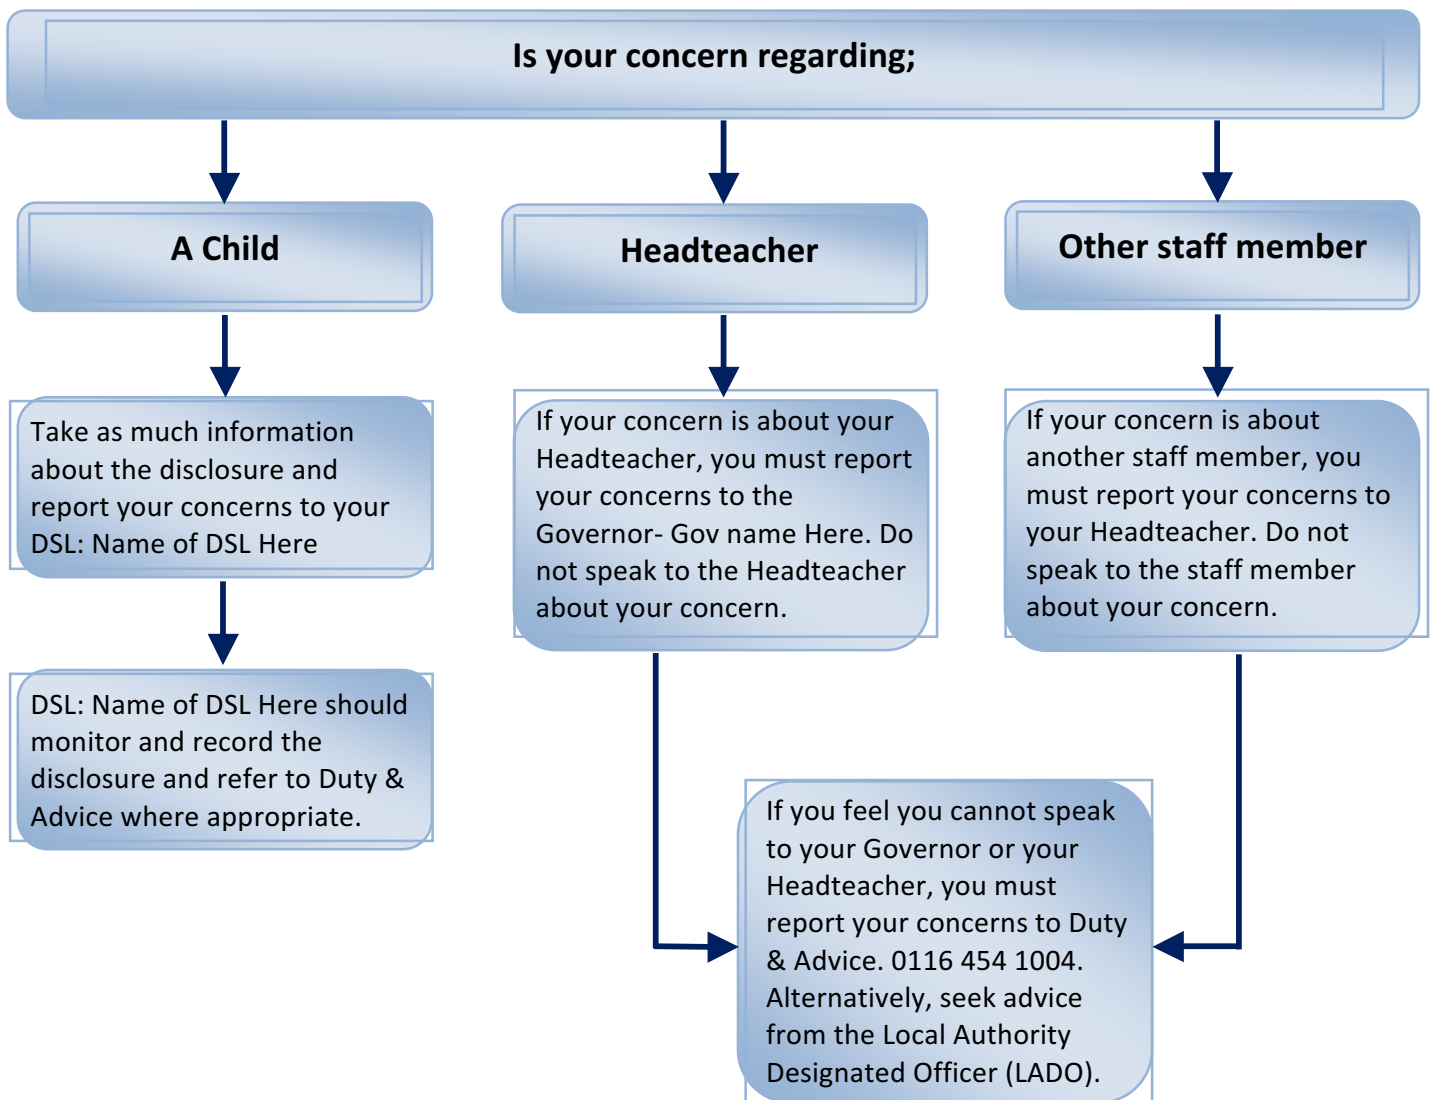 Is your concern regarding;
A Child
Headteacher
Other staff member
Take as much information
about the disclosure and
report your concerns to your
DSL: Name of DSL Here
If your concern is about your
Headteacher, you must report
your concerns to the
Governor- Gov name Here. Do
not speak to the Headteacher
about your concern.
If your concern is about
another staff member, you
must report your concerns to
your Headteacher. Do not
speak to the staff member
about your concern.
DSL: Name of DSL Here should
monitor and record the
disclosure and refer to Duty &
Advice where appropriate.
If you feel you cannot speak
to your Governor or your
Headteacher, you must
report your concerns to Duty
& Advice. 0116 454 1004.
Alternatively, seek advice
from the Local Authority
Designated Officer (LADO).